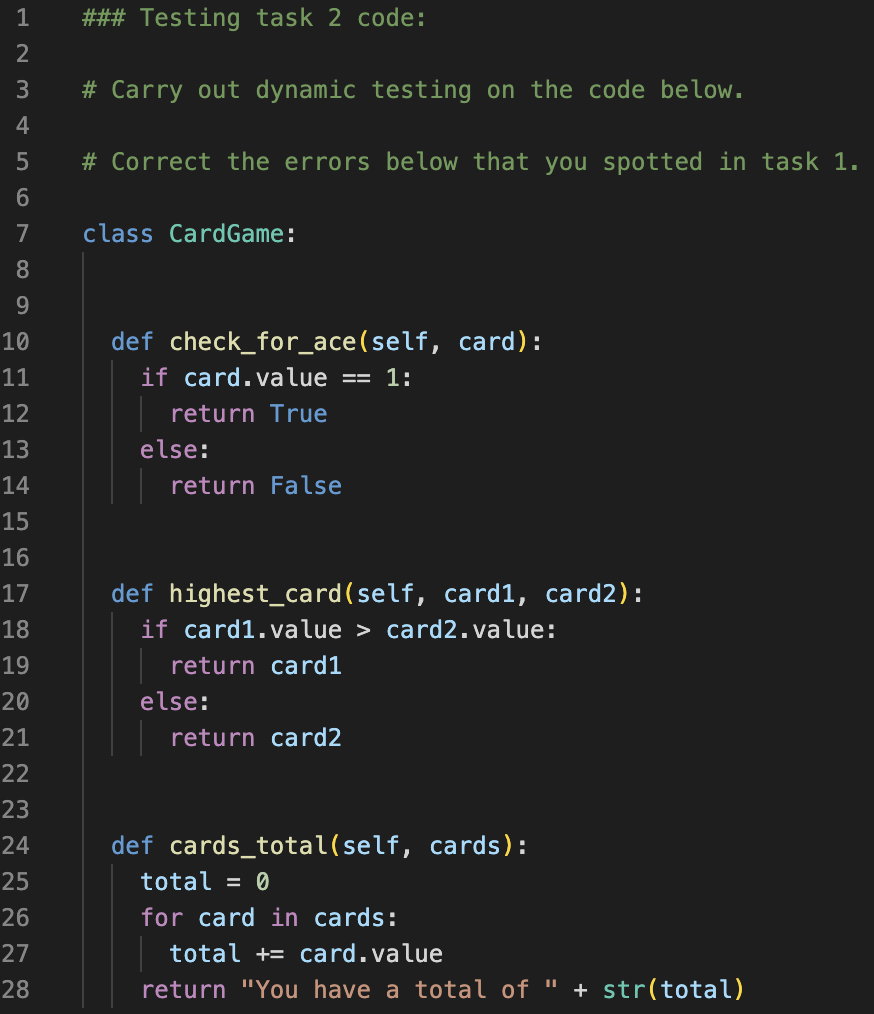 1 ### Testing task 2 code:
2
3 # Carry out dynamic testing on the code below.
4
5 # Correct the errors below that you spotted in task 1.
6
7 class CardGame:
8
9
10   def check_for_ace(self, card):
11     if card.value == 1:
12       return True
13     else:
14       return False
15
16
17   def highest_card(self, card1, card2):
18     if card1.value > card2.value:
19       return card1
20     else:
21       return card2
22
23
24   def cards_total(self, cards):
25     total = 0
26     for card in cards:
27       total += card.value
28     return "You have a total of " + str(total)